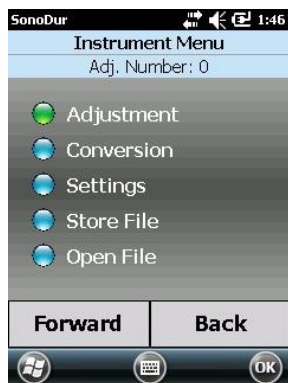 SonoDur 1:46
Instrument Menu
Adj. Number: 0
Adjustment
Conversion
Settings
Store File
Open File
Forward Back
OK